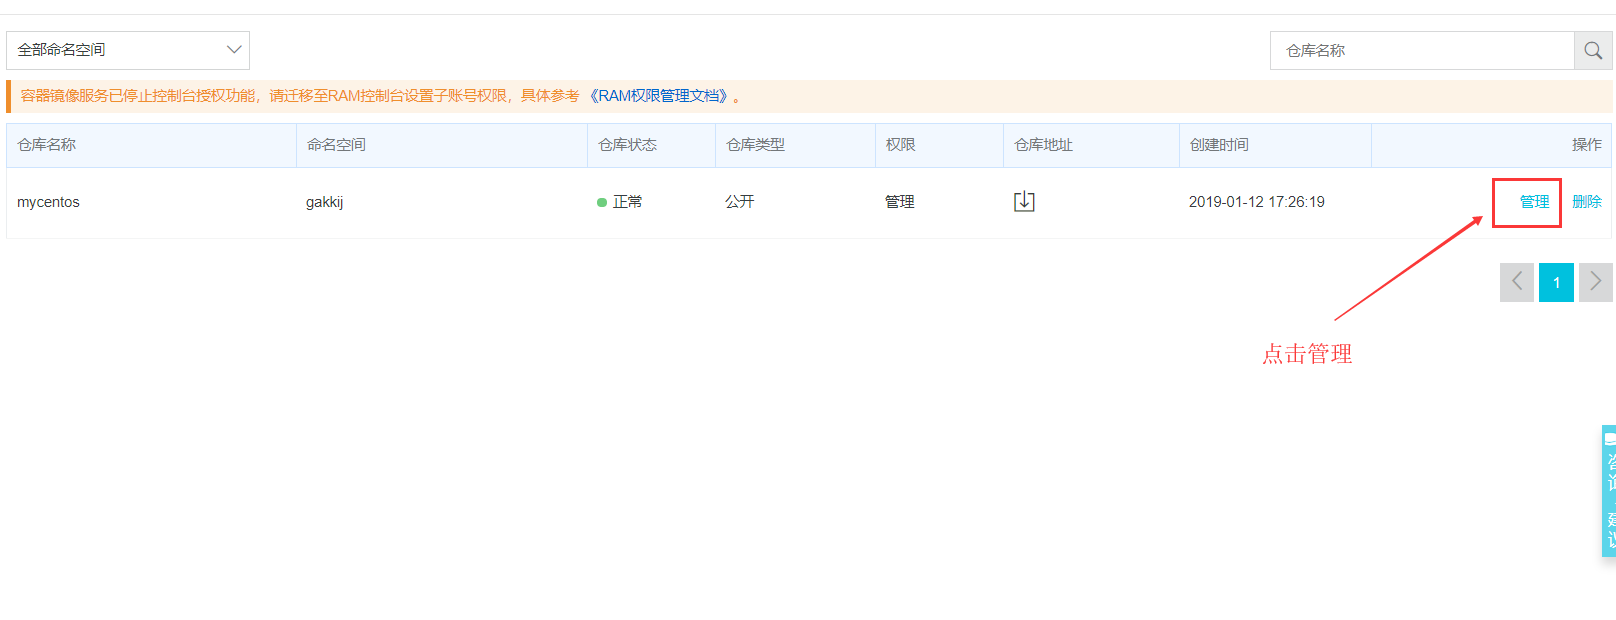 全部命名空间
仓库名称
容器镜像服务已停止控制台授权功能，请迁移至RAM控制台设置子账号权限，具体参考 《RAM权限管理文档》 。
仓库名称 命名空间 仓库状态 仓库类型 权限 仓库地址 创建时间 操作
mycentos gakkij 正常 公开 管理 2019-01-12 17:26:19 管理 删除
1
点击管理
咨
询
·
建
议